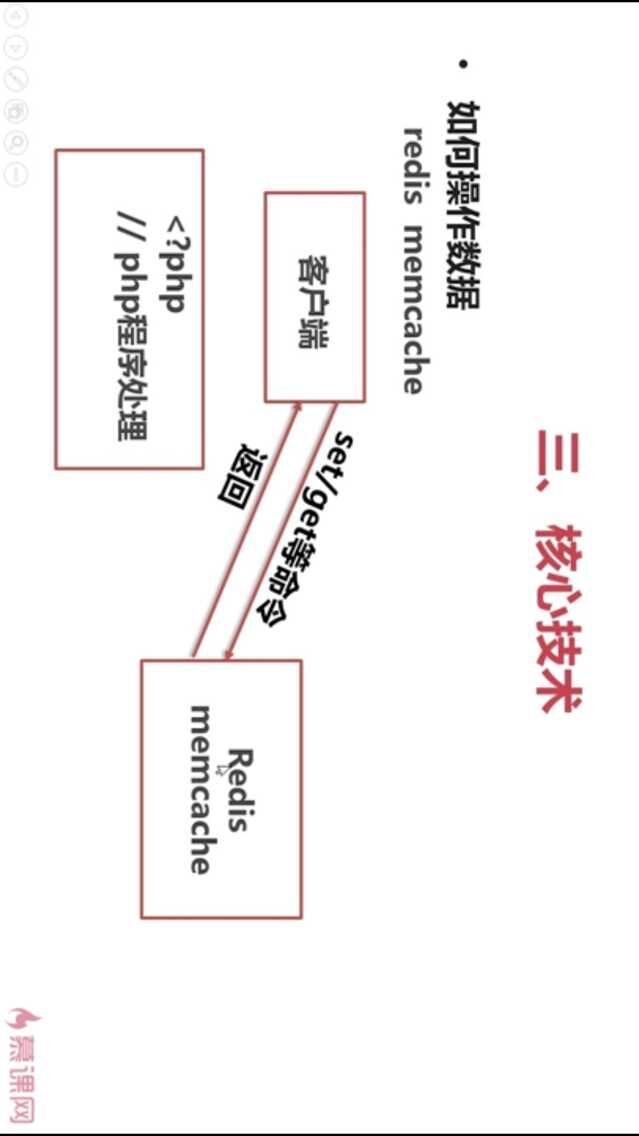 三、核心技术
• 如何操作数据
redis memcache
客户端
set/get等命令
返回
Redis
memcache
<?php
// php程序处理
慕课网